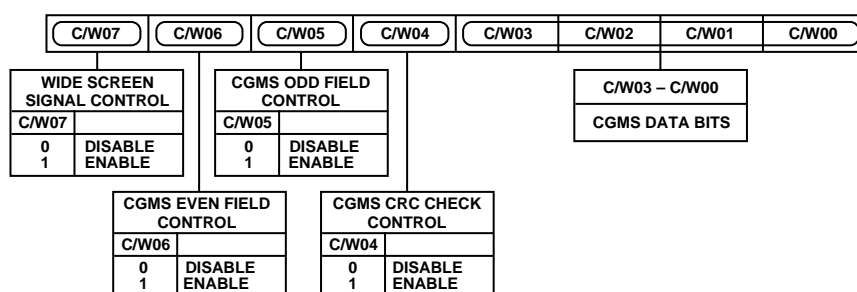 C/W07 C/W06 C/W05 C/W04 C/W03 C/W02 C/W01 C/W00
WIDE SCREEN
SIGNAL CONTROL
C/W07
0 DISABLE
1 ENABLE
CGMS ODD FIELD
CONTROL
C/W05
0 DISABLE
1 ENABLE
C/W03 – C/W00
CGMS DATA BITS
CGMS EVEN FIELD
CONTROL
C/W06
0 DISABLE
1 ENABLE
CGMS CRC CHECK
CONTROL
C/W04
0 DISABLE
1 ENABLE